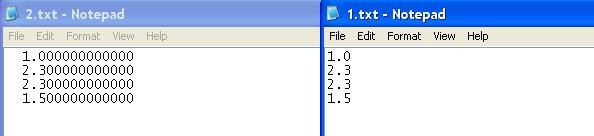 2.txt - Notepad
File Edit Format View Help
1.000000000000
2.300000000000
2.300000000000
1.500000000000
1.txt - Notepad
File Edit Format View Help
1.0
2.3
2.3
1.5